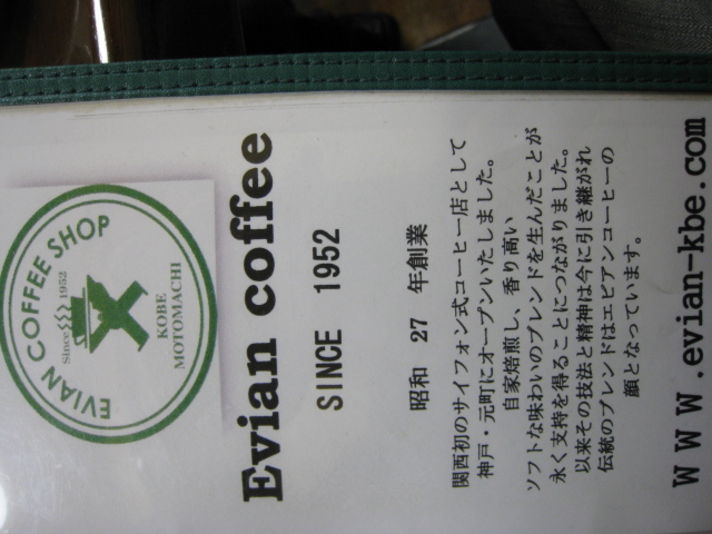 EVIAN COFFEE SHOP
Since 1952
KOBE
MOTOMACHI
Evian coffee
SINCE 1952
昭和 27 年創業
関西初のサイフォン式コーヒー店として
神戸・元町にオープンいたしました。
自家焙煎し、香り高い
ソフトな味わいのブレンドを生んだことが
永く支持を得ることにつながりました。
以来その技法と精神は今に引き継がれ
伝統のブレンドはエビアンコーヒーの
顔となっています。
WWW.evian-kbe.com